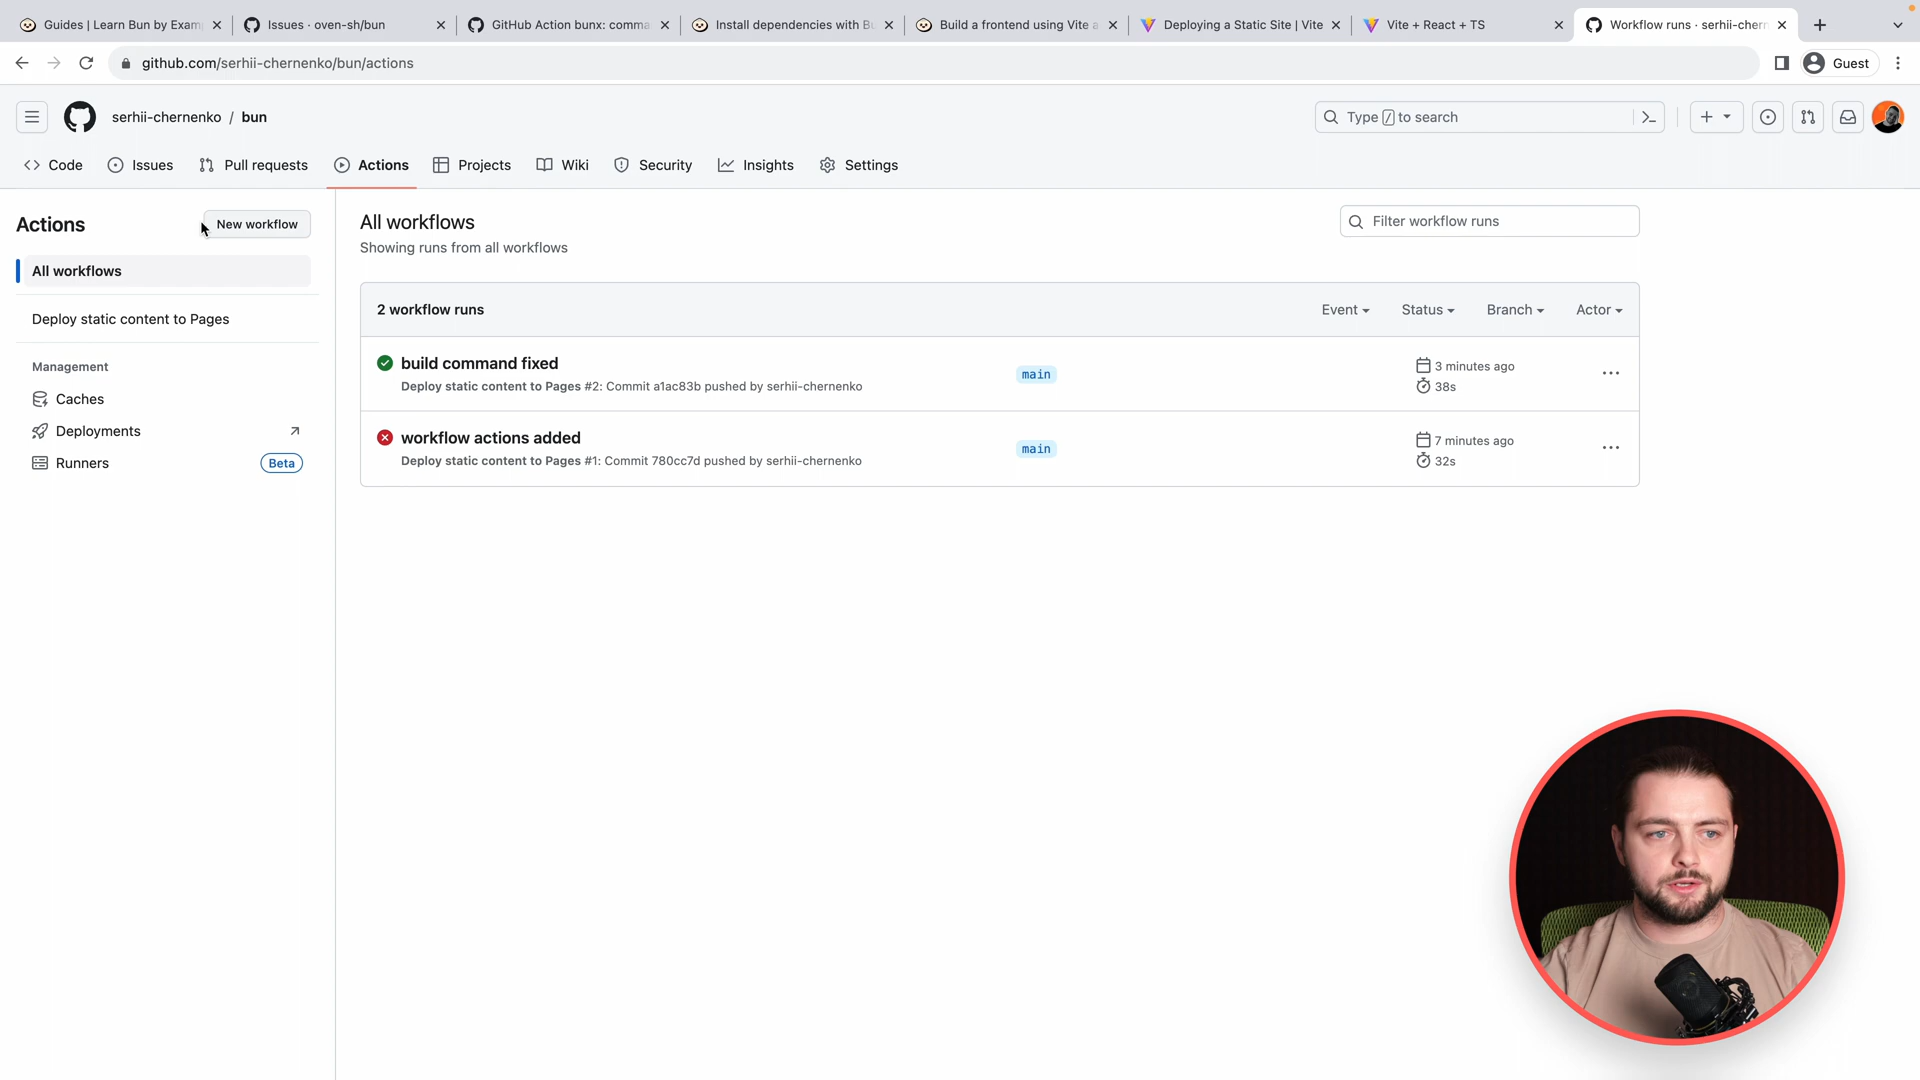 Guides | Learn Bun by Exam
Issues · oven-sh/bun
GitHub Action bunx: comma
Install dependencies with Bu
Build a frontend using Vite a
Deploying a Static Site | Vite
Vite + React + TS
Workflow runs · serhii-chern
github.com/serhii-chernenko/bun/actions
Guest
serhii-chernenko / bun
Type / to search
Code
Issues
Pull requests
Actions
Projects
Wiki
Security
Insights
Settings
Actions
New workflow
All workflows
Deploy static content to Pages
Management
Caches
Deployments
Runners
Beta
All workflows
Showing runs from all workflows
Filter workflow runs
2 workflow runs
Event
Status
Branch
Actor
build command fixed
Deploy static content to Pages #2: Commit a1ac83b pushed by serhii-chernenko
main
3 minutes ago
38s
workflow actions added
Deploy static content to Pages #1: Commit 780cc7d pushed by serhii-chernenko
main
7 minutes ago
32s